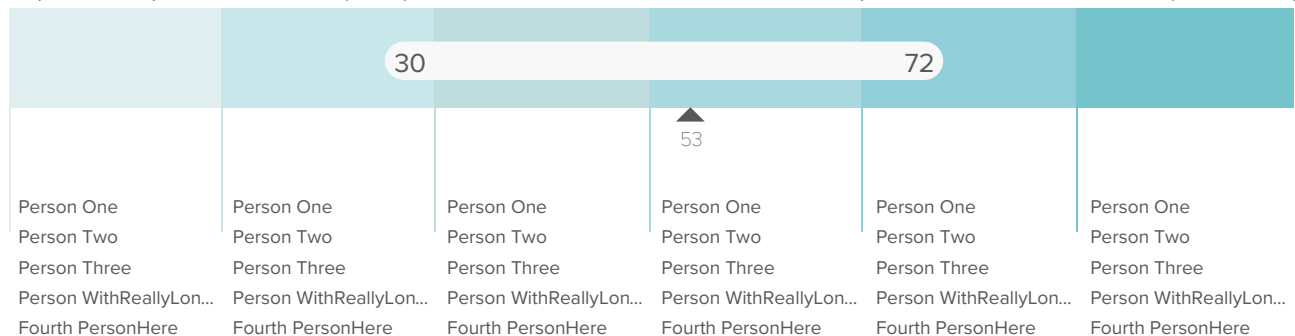 30 72
53
Person One Person One Person One Person One Person One Person One
Person Two Person Two Person Two Person Two Person Two Person Two
Person Three Person Three Person Three Person Three Person Three Person Three
Person WithReallyLon... Person WithReallyLon... Person WithReallyLon... Person WithReallyLon... Person WithReallyLon... Person WithReallyLon...
Fourth PersonHere Fourth PersonHere Fourth PersonHere Fourth PersonHere Fourth PersonHere Fourth PersonHere